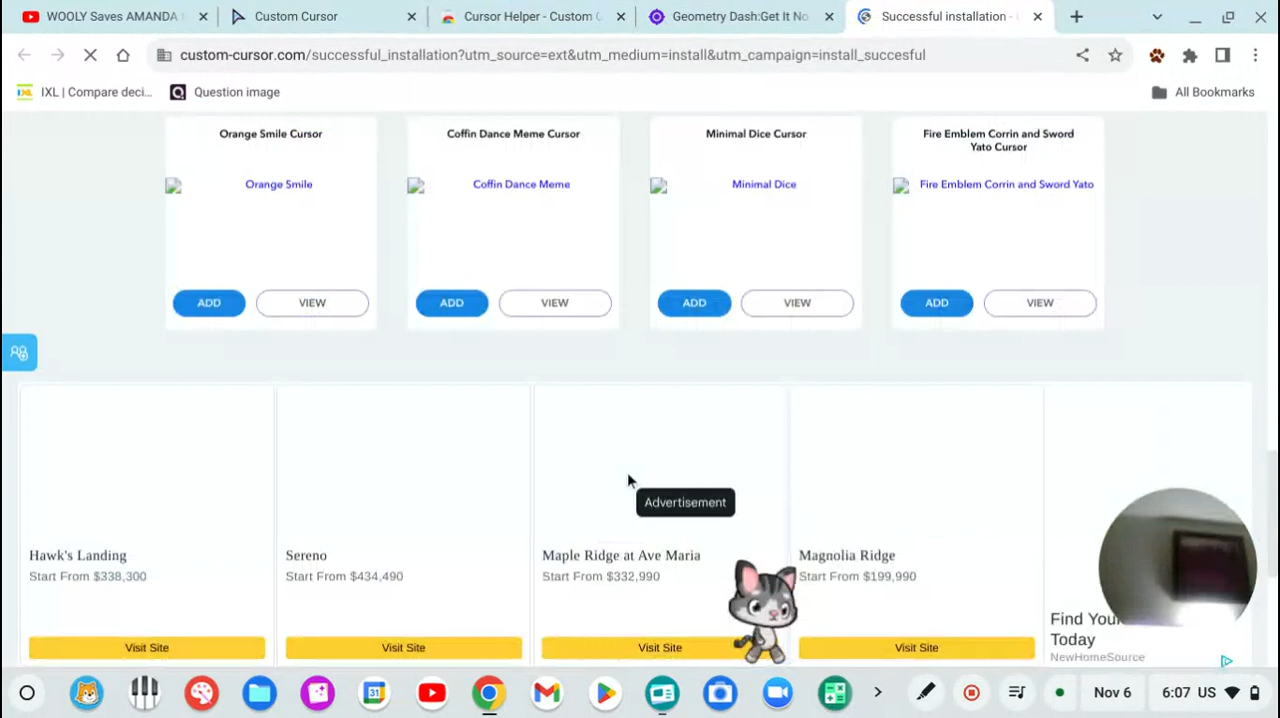 WOOLY Saves AMANDA
Custom Cursor
Cursor Helper - Custom C
Geometry Dash:Get It No
Successful installation -
custom-cursor.com/successful_installation?utm_source=ext&utm_medium=install&utm_campaign=install_succesful
IXL | Compare deci...
Question image
All Bookmarks
Orange Smile Cursor
Coffin Dance Meme Cursor
Minimal Dice Cursor
Fire Emblem Corrin and Sword
Yato Cursor
Orange Smile
Coffin Dance Meme
Minimal Dice
Fire Emblem Corrin and Sword Yato
ADD
VIEW
ADD
VIEW
ADD
VIEW
ADD
VIEW
Advertisement
Hawk's Landing
Start From $338,300
Visit Site
Sereno
Start From $434,490
Visit Site
Maple Ridge at Ave Maria
Start From $332,990
Visit Site
Magnolia Ridge
Start From $199,990
Visit Site
Find You
Today
NewHomeSource
31
Nov 6
6:07 US